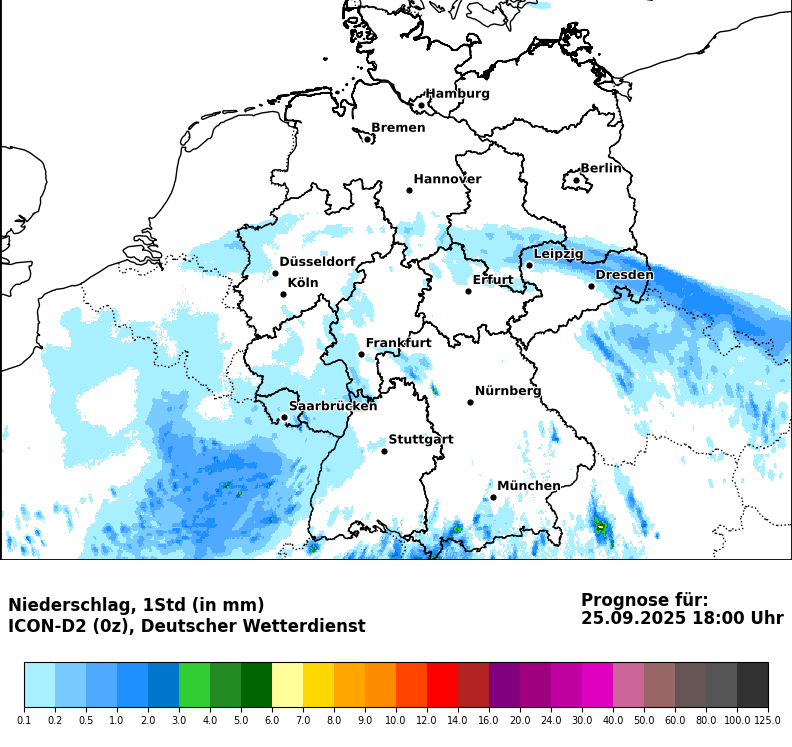 Hamburg
Bremen
Berlin
Hannover
Düsseldorf
Leipzig
Köln
Erfurt
Dresden
Frankfurt
Nürnberg
Saarbrücken
Stuttgart
München
Niederschlag, 1Std (in mm)
ICON-D2 (0z), Deutscher Wetterdienst
Prognose für:
25.09.2025 18:00 Uhr
0.1 0.2 0.5 1.0 2.0 3.0 4.0 5.0 6.0 7.0 8.0 9.0 10.0 12.0 14.0 16.0 20.0 24.0 30.0 40.0 50.0 60.0 80.0 100.0 125.0